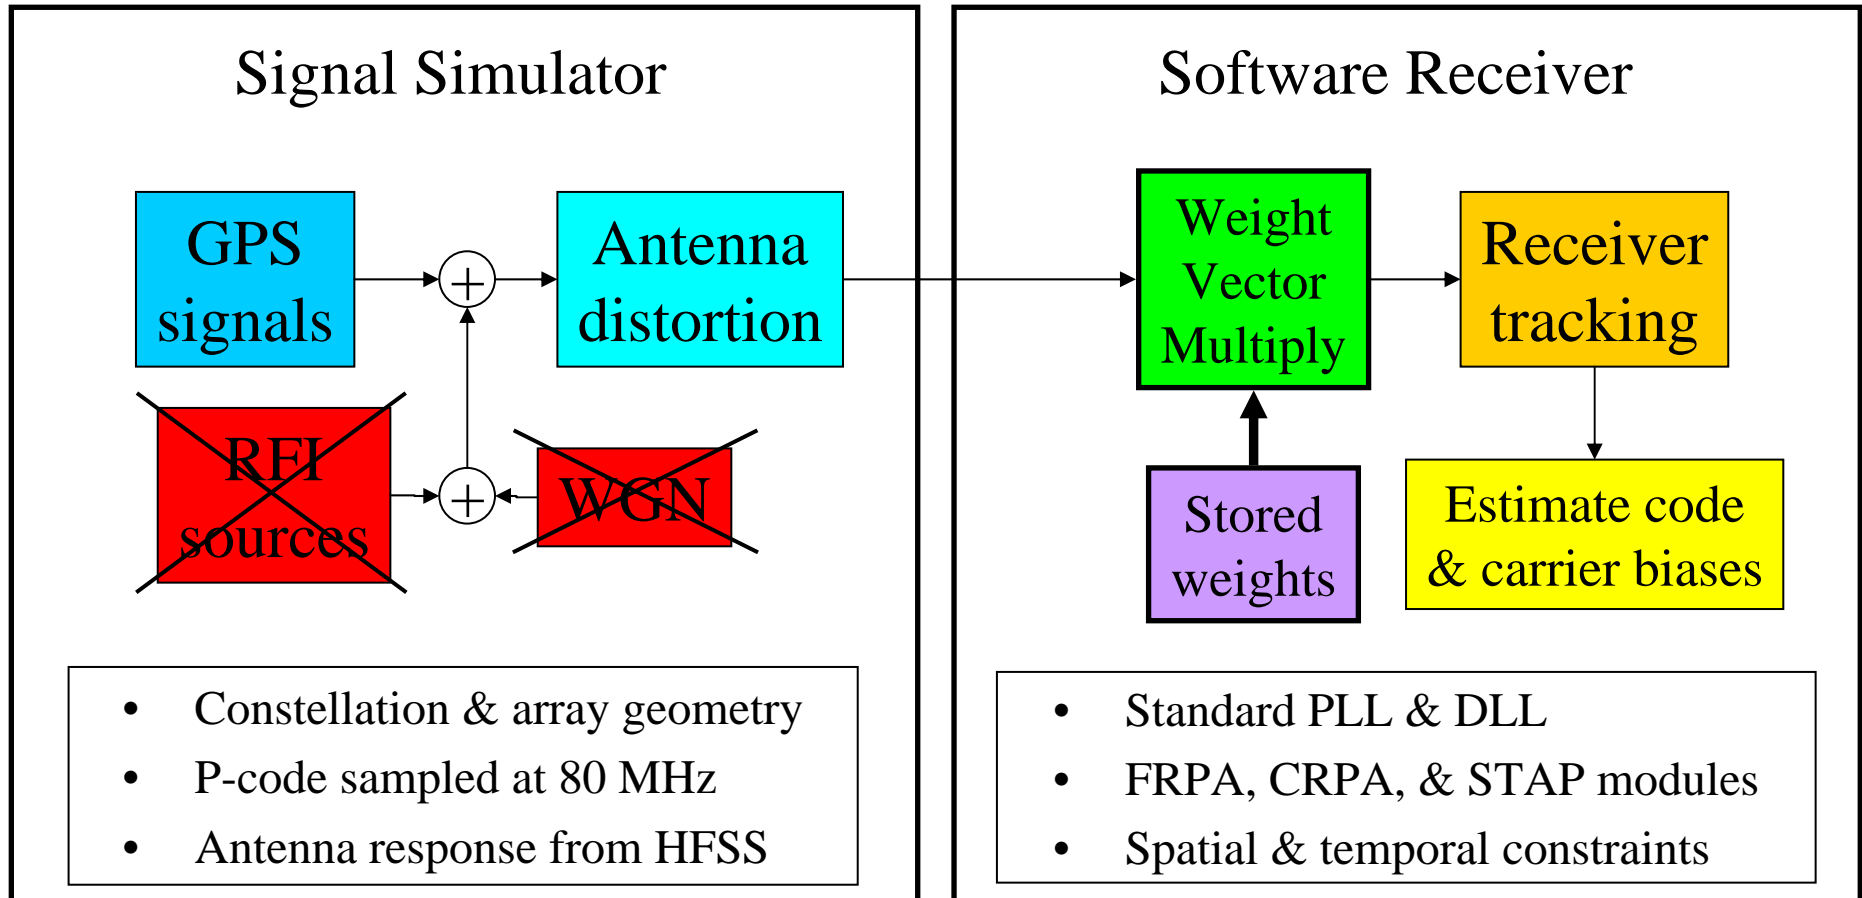 Signal Simulator
GPS
signals
+
Antenna
distortion
RFI
sources
+
WGN
• Constellation & array geometry
• P-code sampled at 80 MHz
• Antenna response from HFSS
Software Receiver
Weight
Vector
Multiply
Receiver
tracking
Stored
weights
Estimate code
& carrier biases
• Standard PLL & DLL
• FRPA, CRPA, & STAP modules
• Spatial & temporal constraints